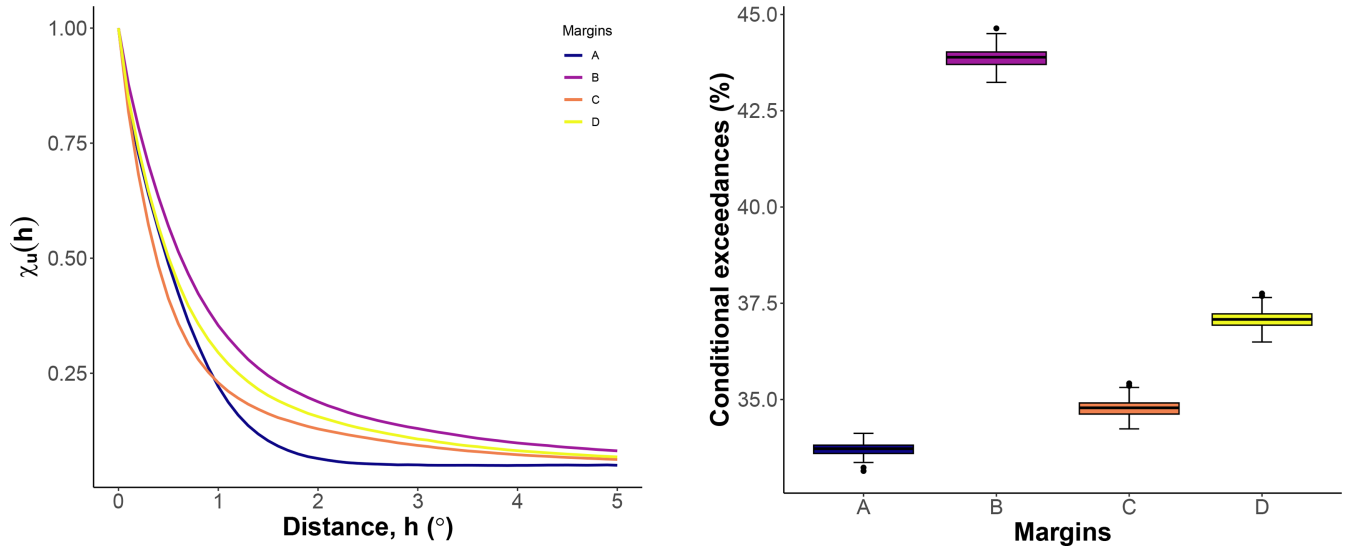 1.00
0.75
0.50
0.25
χu(h)
0 1 2 3 4 5
Distance, h (°)
Margins
A
B
C
D
45.0
42.5
40.0
37.5
35.0
Conditional exceedances (%)
A B C D
Margins